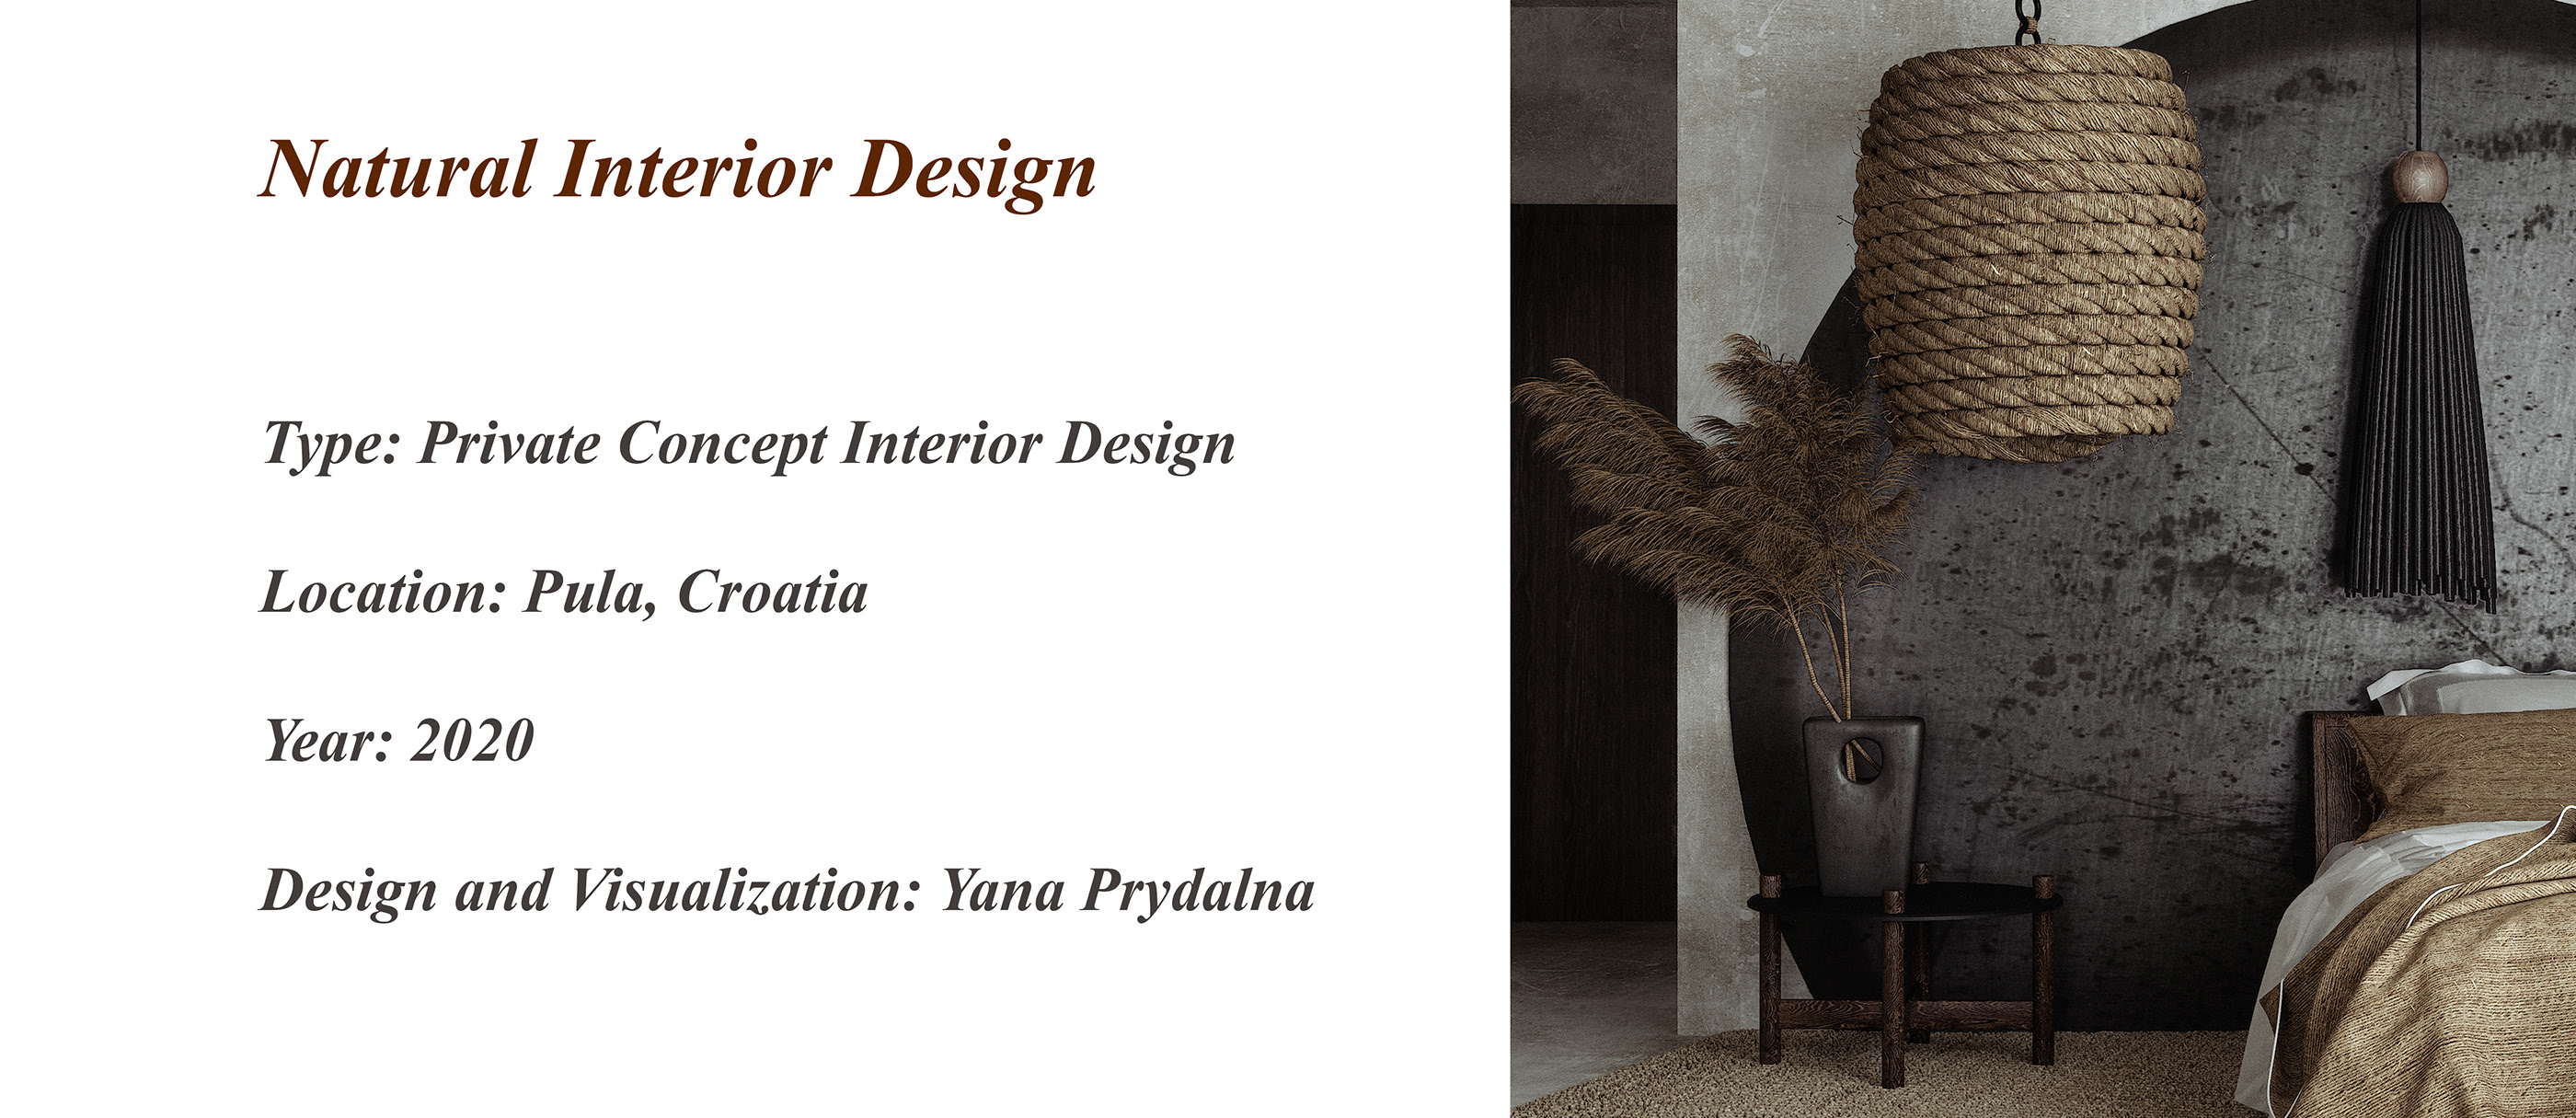 Natural Interior Design
Type: Private Concept Interior Design
Location: Pula, Croatia
Year: 2020
Design and Visualization: Yana Prydalna